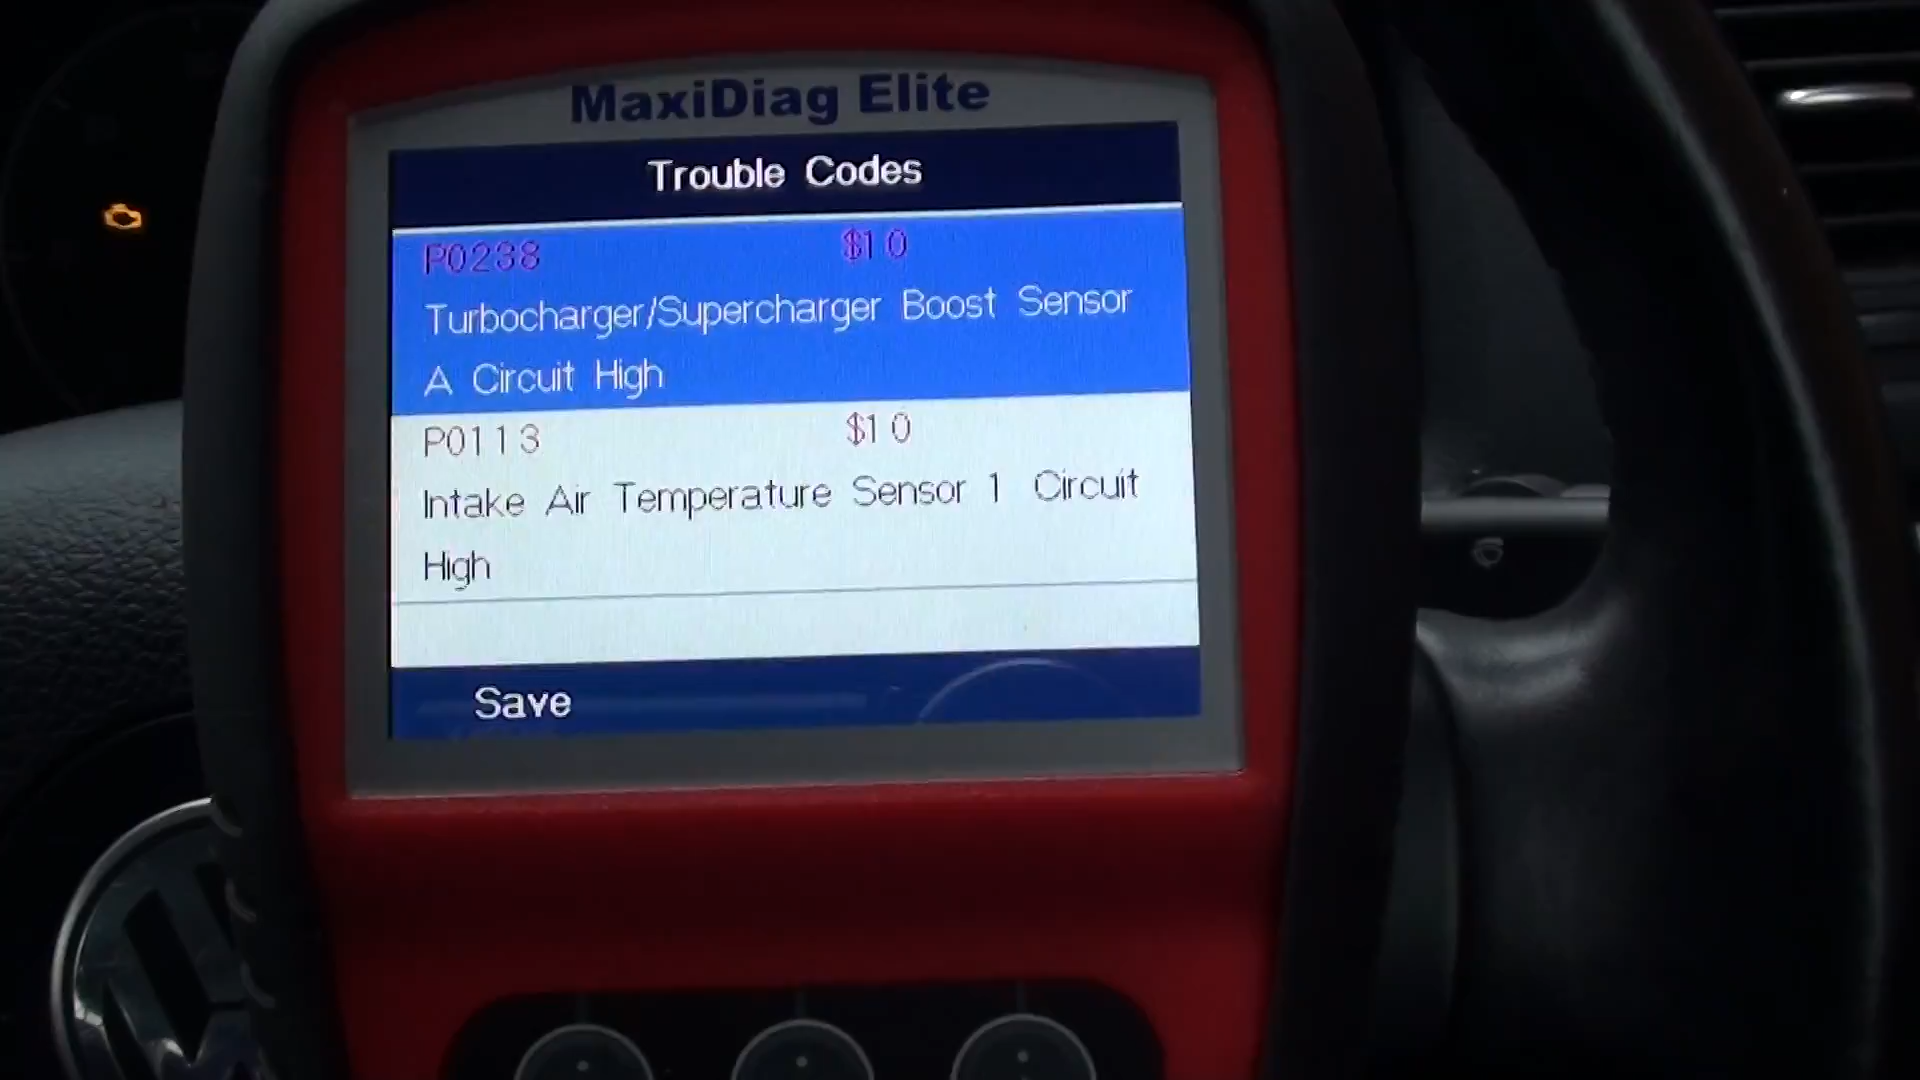 MaxiDiag Elite
Trouble Codes
P0238 $10
Turbocharger/Supercharger Boost Sensor
A Circuit High
P0113 $10
Intake Air Temperature Sensor 1 Circuit
High
Save